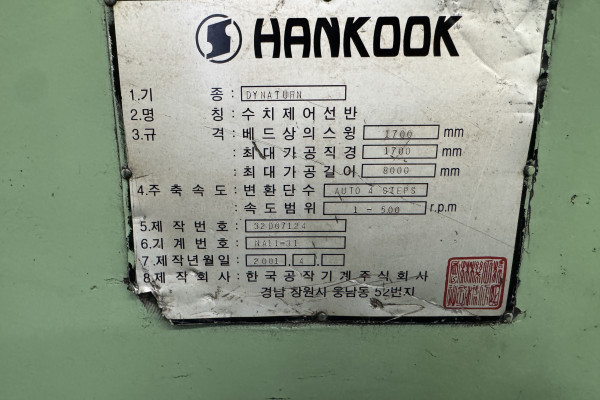 HANKOOK
1.기 종 : DYNATURN
2.명 칭 : 수치제어선반
3.규 격 : 베드상의스윙 1700 mm
: 최대가공직경 1700 mm
: 최대가공길이 8000 mm
4.주축속도 : 변환단수 AUTO 4 STEPS
: 속도범위 1 - 500 r.p.m
5.제작번호 :
6.기계번호 :
7.제작년월일 : 2001 . 4 .
8.제작회사 : 한국공작기계주식회사
경남 창원시 웅남동 52번지